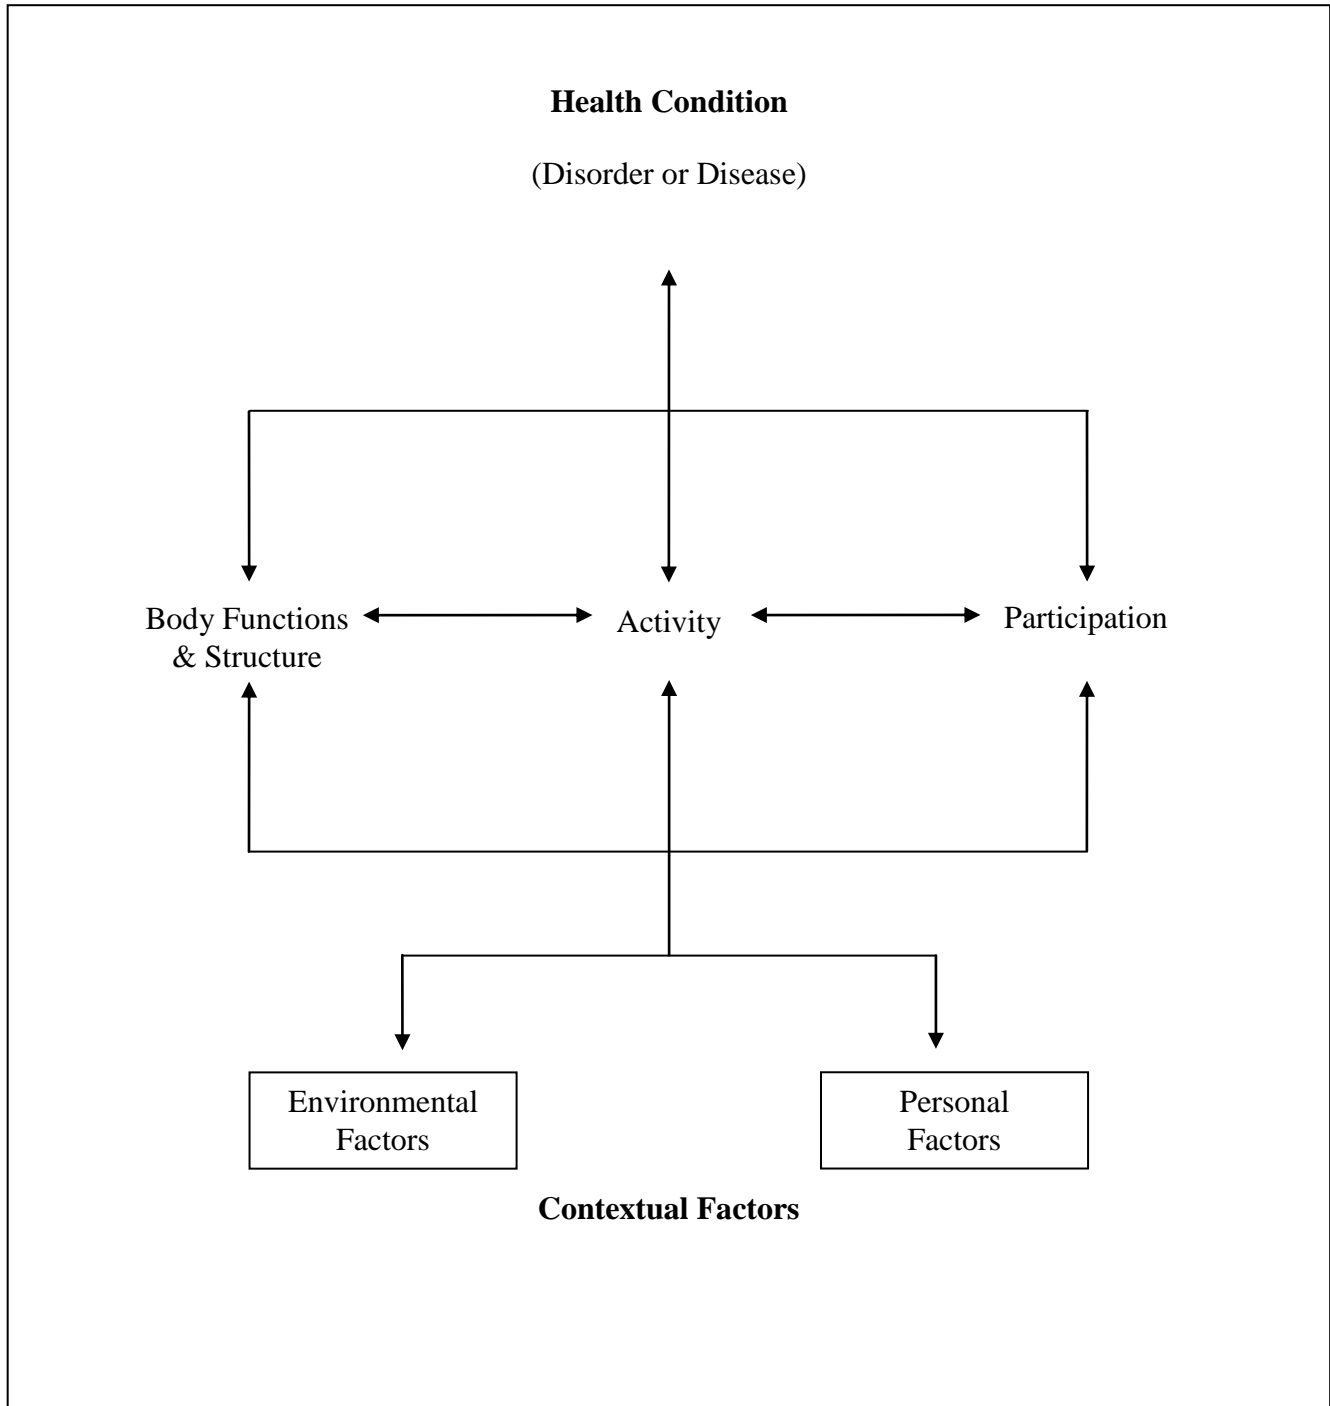 Health Condition
(Disorder or Disease)
Body Functions
& Structure
Activity
Participation
Environmental
Factors
Personal
Factors
Contextual Factors